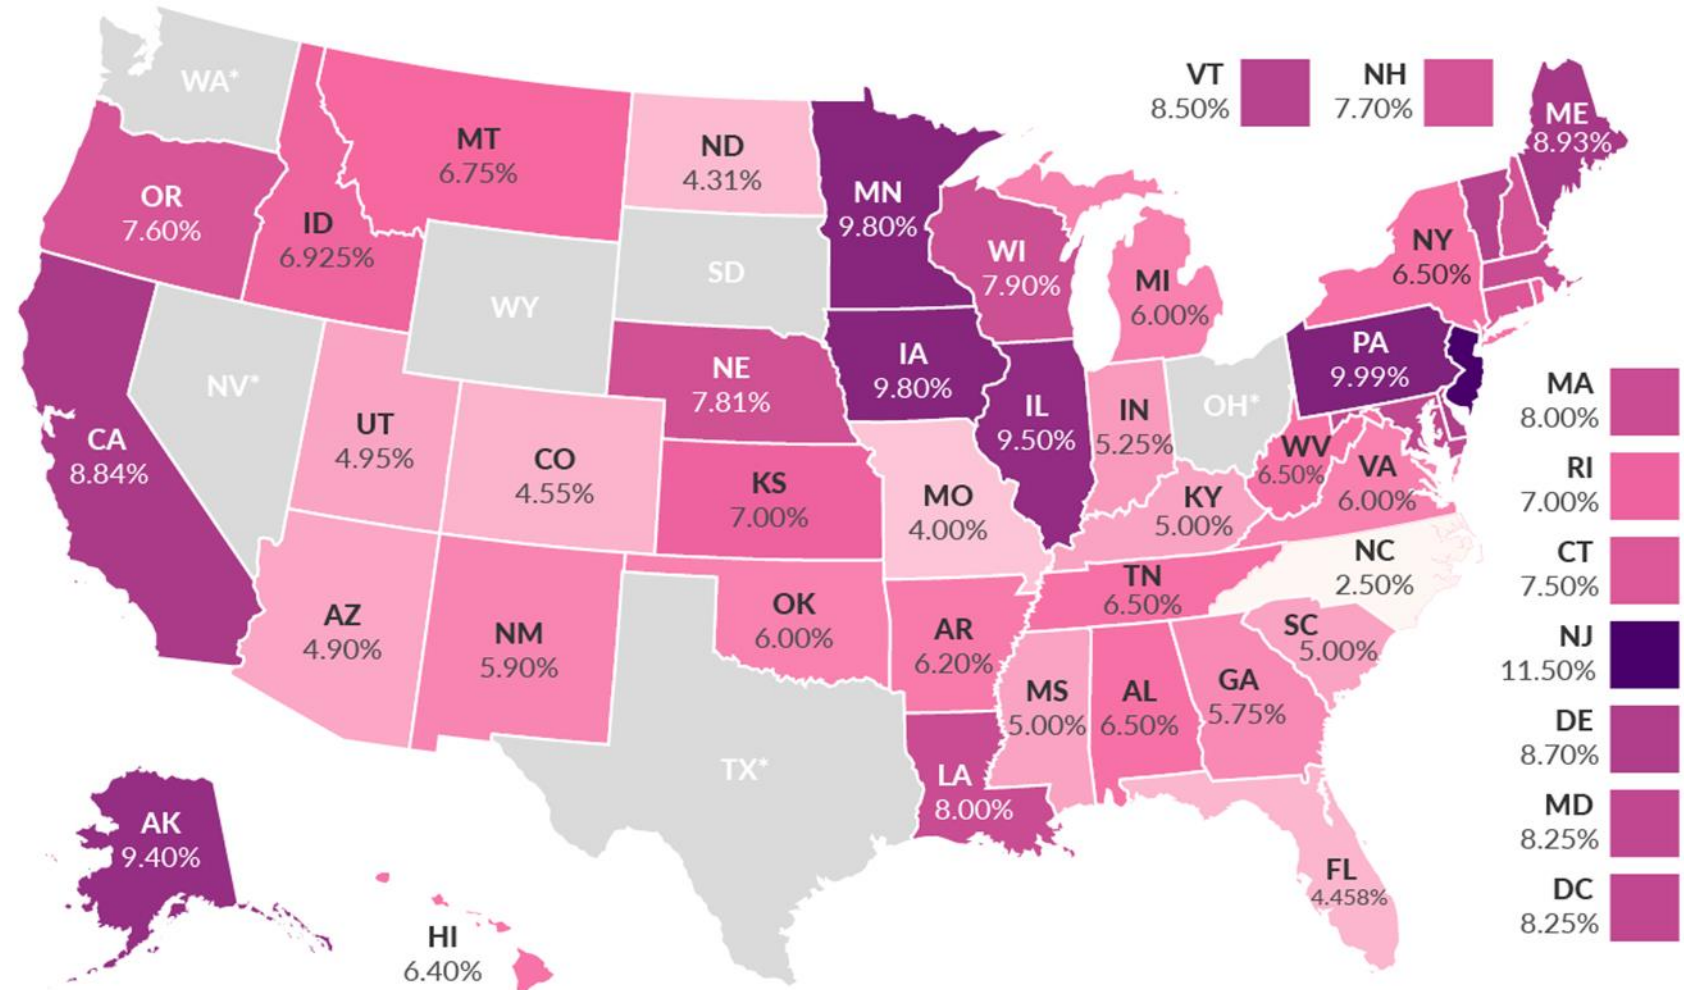 WA*
VT
8.50%
NH
7.70%
ME
8.93%
MT
6.75%
ND
4.31%
OR
7.60%
ID
6.925%
MN
9.80%
WI
7.90%
NY
6.50%
SD
WY
MI
6.00%
NV*
NE
7.81%
IA
9.80%
PA
9.99%
MA
8.00%
UT
4.95%
CO
4.55%
IL
9.50%
IN
5.25%
OH*
CA
8.84%
WV
6.50%
VA
6.00%
RI
7.00%
KS
7.00%
MO
4.00%
KY
5.00%
NC
2.50%
CT
7.50%
AZ
4.90%
NM
5.90%
OK
6.00%
AR
6.20%
TN
6.50%
SC
5.00%
NJ
11.50%
MS
5.00%
AL
6.50%
GA
5.75%
DE
8.70%
TX*
LA
8.00%
MD
8.25%
AK
9.40%
FL
4.458%
DC
8.25%
HI
6.40%